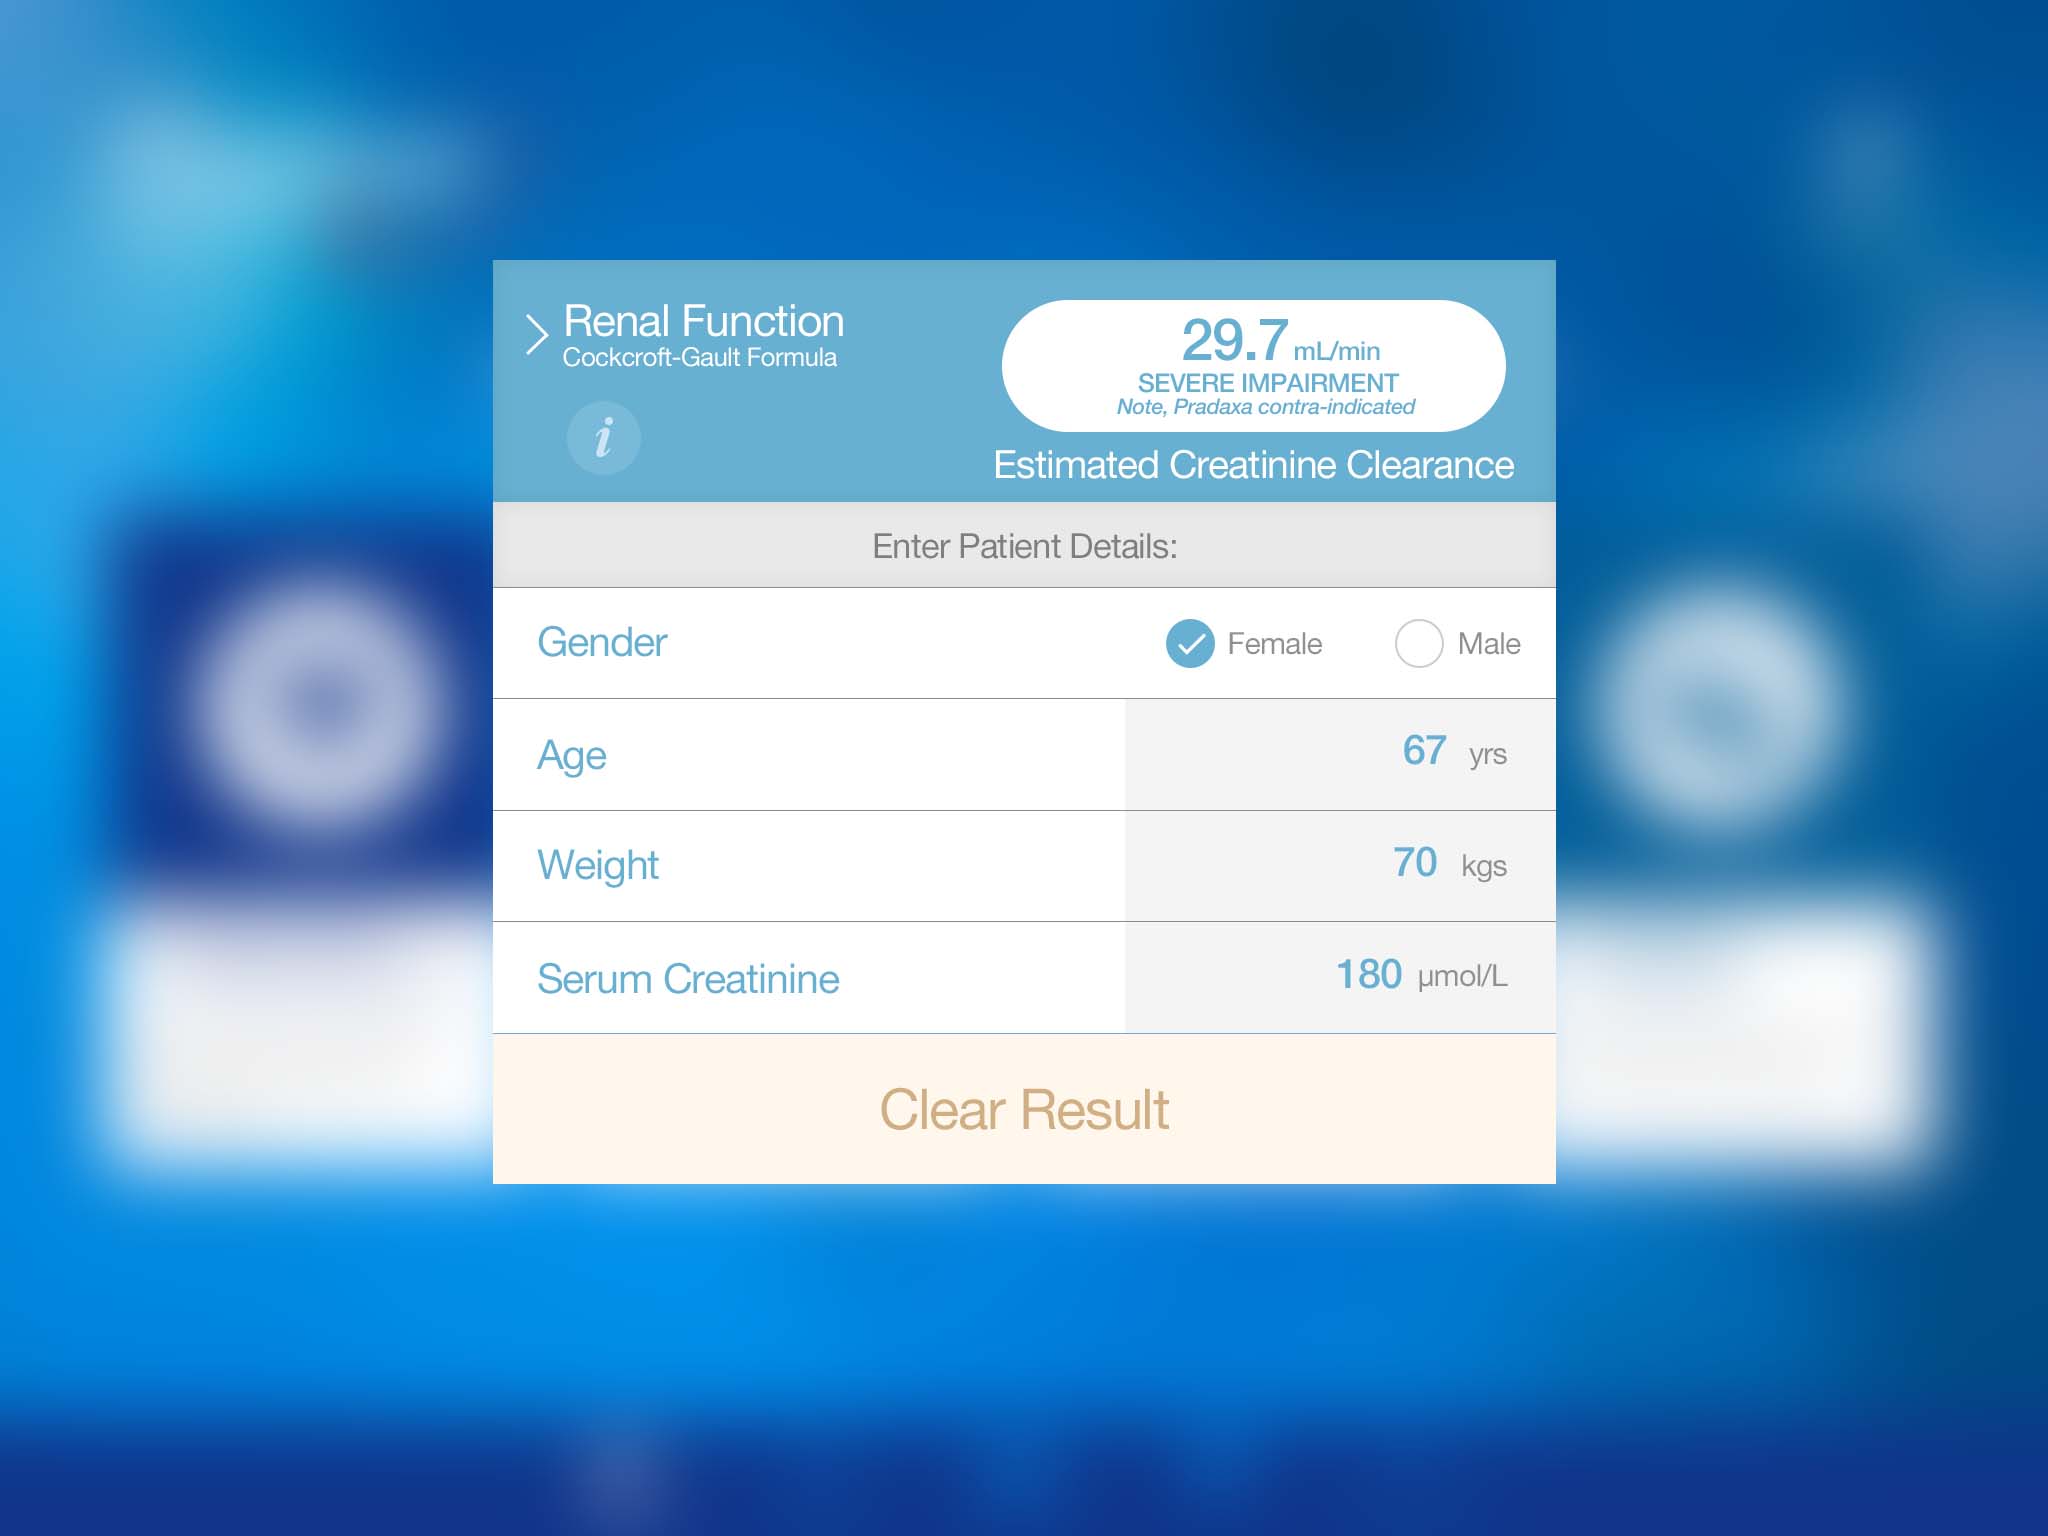 Renal Function
Cockcroft-Gault Formula
i
29.7 mL/min
SEVERE IMPAIRMENT
Note, Pradaxa contra-indicated
Estimated Creatinine Clearance
Enter Patient Details:
Gender Female Male
Age 67 yrs
Weight 70 kgs
Serum Creatinine 180 µmol/L
Clear Result